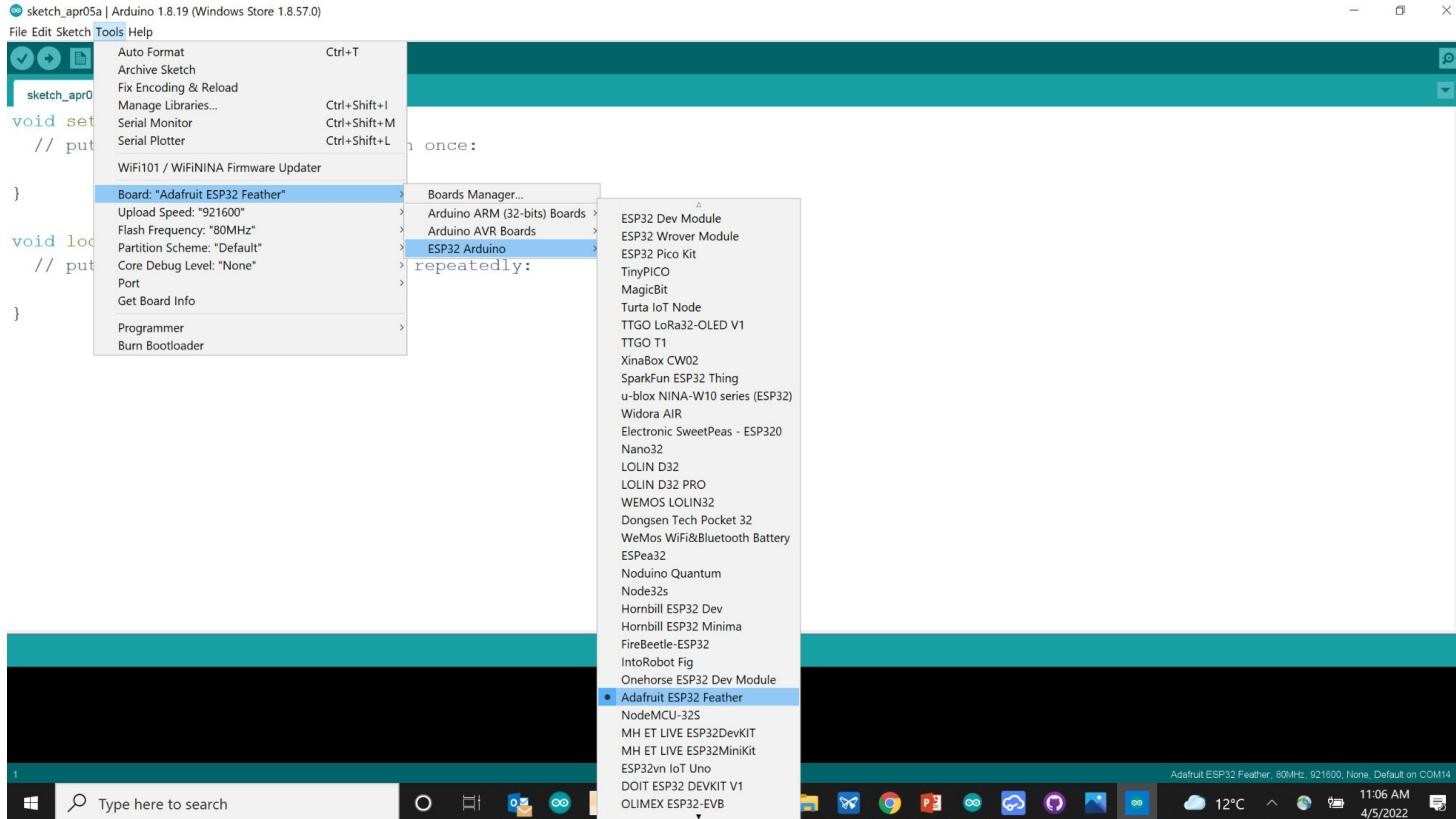 sketch_apr05a | Arduino 1.8.19 (Windows Store 1.8.57.0)
File Edit Sketch Tools Help
sketch_apr0
void set
// put
n once:
}
void loo
// put
repeatedly:
}
Auto Format Ctrl+T
Archive Sketch
Fix Encoding & Reload
Manage Libraries... Ctrl+Shift+I
Serial Monitor Ctrl+Shift+M
Serial Plotter Ctrl+Shift+L
WiFi101 / WiFiNINA Firmware Updater
Board: "Adafruit ESP32 Feather"
Upload Speed: "921600"
Flash Frequency: "80MHz"
Partition Scheme: "Default"
Core Debug Level: "None"
Port
Get Board Info
Programmer
Burn Bootloader
Boards Manager...
Arduino ARM (32-bits) Boards
Arduino AVR Boards
ESP32 Arduino
ESP32 Dev Module
ESP32 Wrover Module
ESP32 Pico Kit
TinyPICO
MagicBit
Turta IoT Node
TTGO LoRa32-OLED V1
TTGO T1
XinaBox CW02
SparkFun ESP32 Thing
u-blox NINA-W10 series (ESP32)
Widora AIR
Electronic SweetPeas - ESP320
Nano32
LOLIN D32
LOLIN D32 PRO
WEMOS LOLIN32
Dongsen Tech Pocket 32
WeMos WiFi&Bluetooth Battery
ESPea32
Noduino Quantum
Node32s
Hornbill ESP32 Dev
Hornbill ESP32 Minima
FireBeetle-ESP32
IntoRobot Fig
Onehorse ESP32 Dev Module
Adafruit ESP32 Feather
NodeMCU-32S
MH ET LIVE ESP32DevKIT
MH ET LIVE ESP32MiniKit
ESP32vn IoT Uno
DOIT ESP32 DEVKIT V1
OLIMEX ESP32-EVB
1
Adafruit ESP32 Feather, 80MHz, 921600, None, Default on COM14
Type here to search
12°C
11:06 AM
4/5/2022